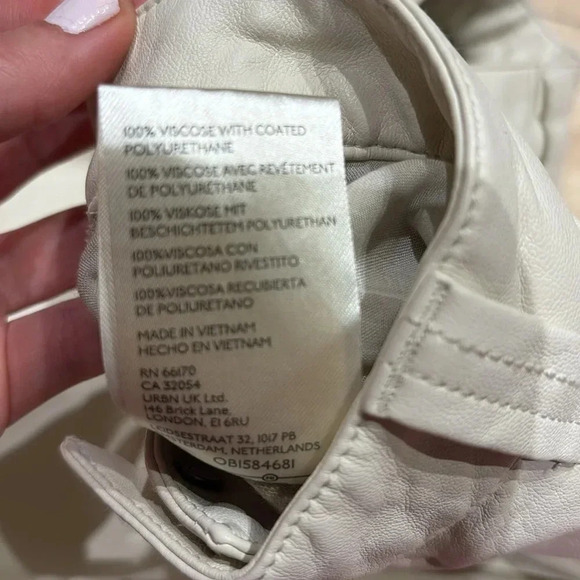 100% VISCOSE WITH COATED
POLYURETHANE
100% VISCOSE AVEC REVÊTEMENT
DE POLYURÉTHANE
100% VISKOSE MIT
BESCHICHTETEM POLYURETHAN
100%VISCOSA CON
POLIURETANO RIVESTITO
100%VISCOSA RECUBIERTA
DE POLIURETANO
MADE IN VIETNAM
HECHO EN VIETNAM
RN 66170
CA 32054
URBN UK Ltd.
146 Brick Lane,
LONDON, E1 6RU
32, 1017 PB
NETHERLANDS
OB1584681